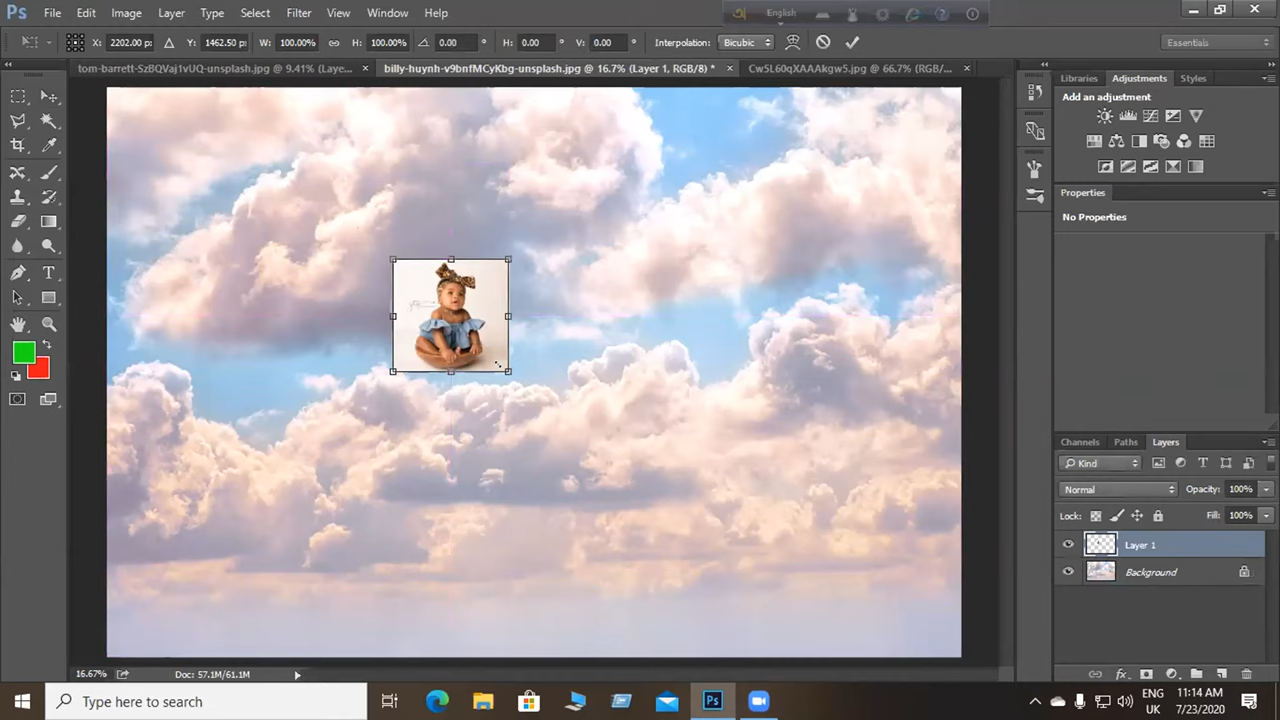 Ps File Edit Image Layer Type Select Filter View Window Help
English
X: 2202.00 px Y: 1462.50 px W: 100.00% H: 100.00% 0.00 ° H: 0.00 ° V: 0.00 ° Interpolation: Bicubic Essentials
tom-barrett-SzBQVaj1vUQ-unsplash.jpg @ 9.41% (Laye... × billy-huynh-v9bnfMCyKbg-unsplash.jpg @ 16.7% (Layer 1, RGB/8) * × Cw5L60qXAAAkgw5.jpg @ 66.7% (RGB/... ×
Libraries Adjustments Styles
Add an adjustment
Properties
No Properties
Channels Paths Layers
Kind
Normal Opacity: 100%
Lock: Fill: 100%
Layer 1
Background
16.67% Doc: 57.1M/61.1M
Type here to search
Ps
ENG
UK
11:14 AM
7/23/2020